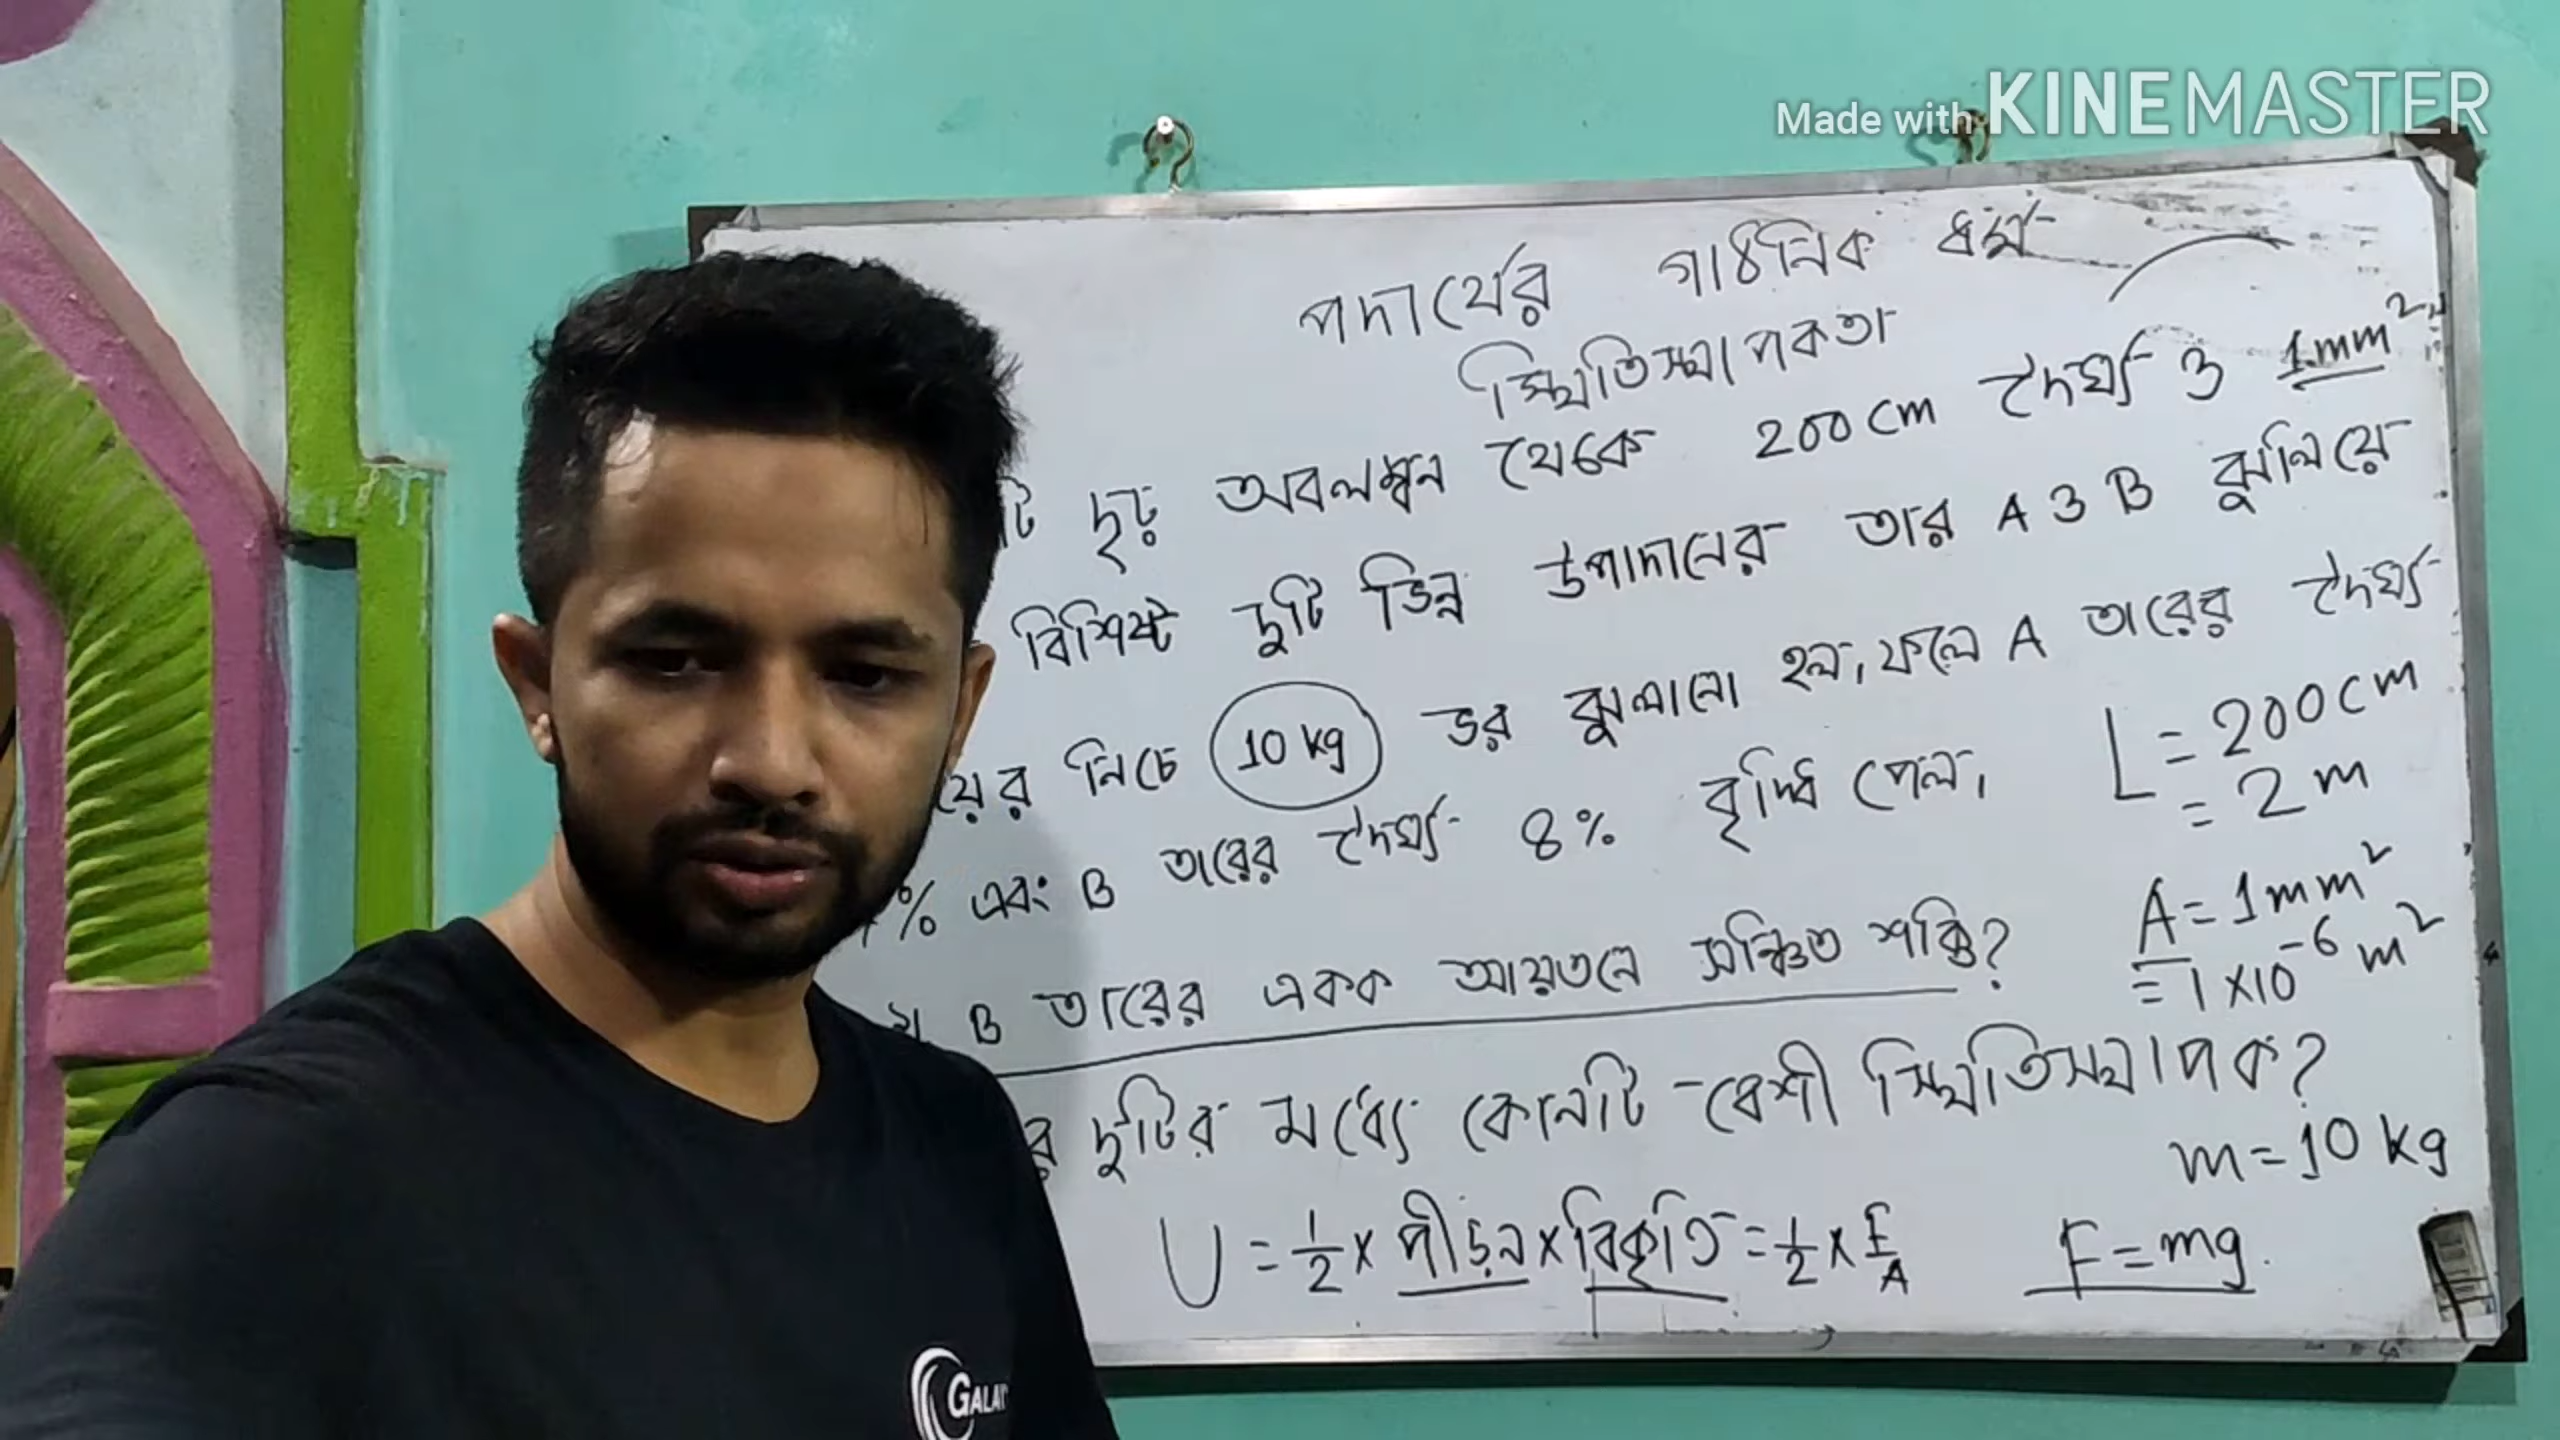 Made with KINEMASTER
পদার্থের গাঠনিক ধর্ম
স্থিতিস্থাপকতা
টি দৃঢ় অবলম্বন থেকে 200 cm দৈর্ঘ্য ও 1mm²
বিশিষ্ট দুটি ভিন্ন উপাদানের তার A ও B ঝুলিয়ে
য়ের নিচে 10 kg ভর ঝুলানো হল, ফলে A তারের দৈর্ঘ্য
% এবং B তারের দৈর্ঘ্য 8% বৃদ্ধি পেল।
L = 200 cm
= 2 m
B তারের একক আয়তনে সঞ্চিত শক্তি?
A = 1 mm²
= 1 × 10⁻⁶ m²
র দুটির মধ্যে কোনটি বেশী স্থিতিস্থাপক?
m = 10 kg
U = 1/2 × পীড়ন × বিকৃতি = 1/2 × F/A
F = mg.
GALA